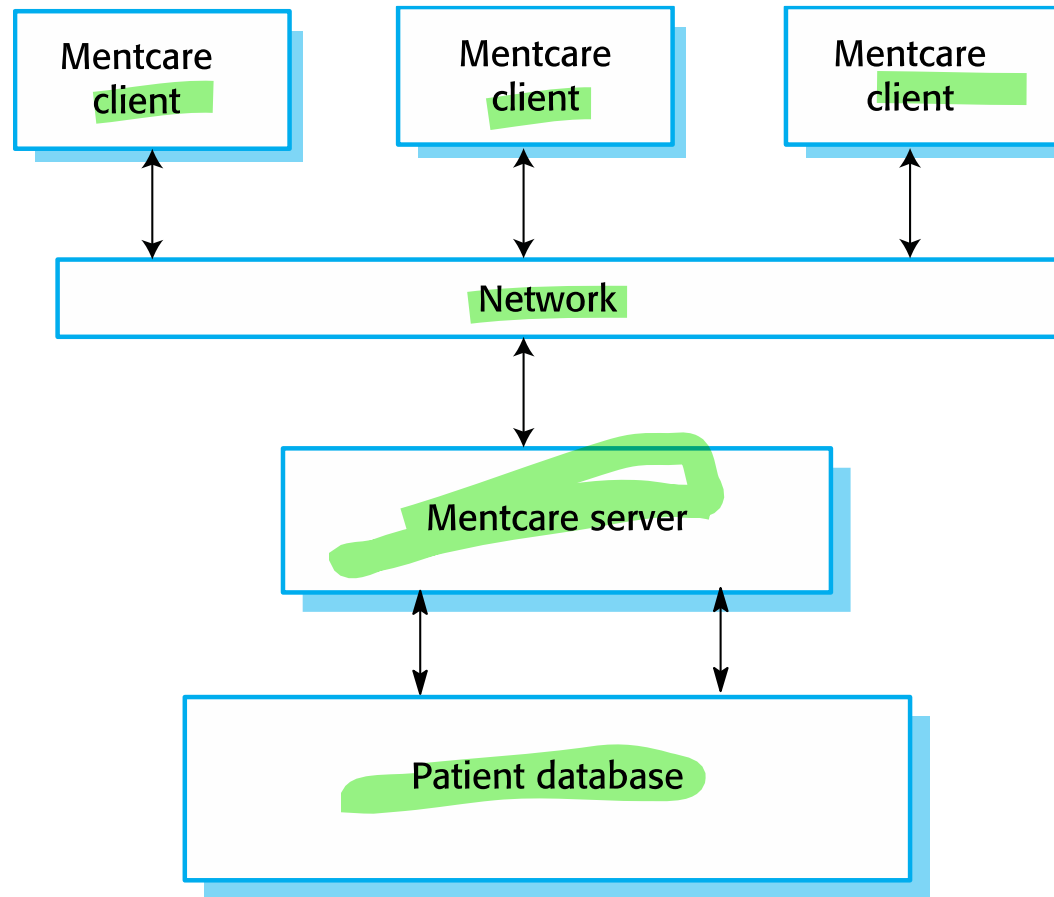 Mentcare
client
Mentcare
client
Mentcare
client
Network
Mentcare server
Patient database